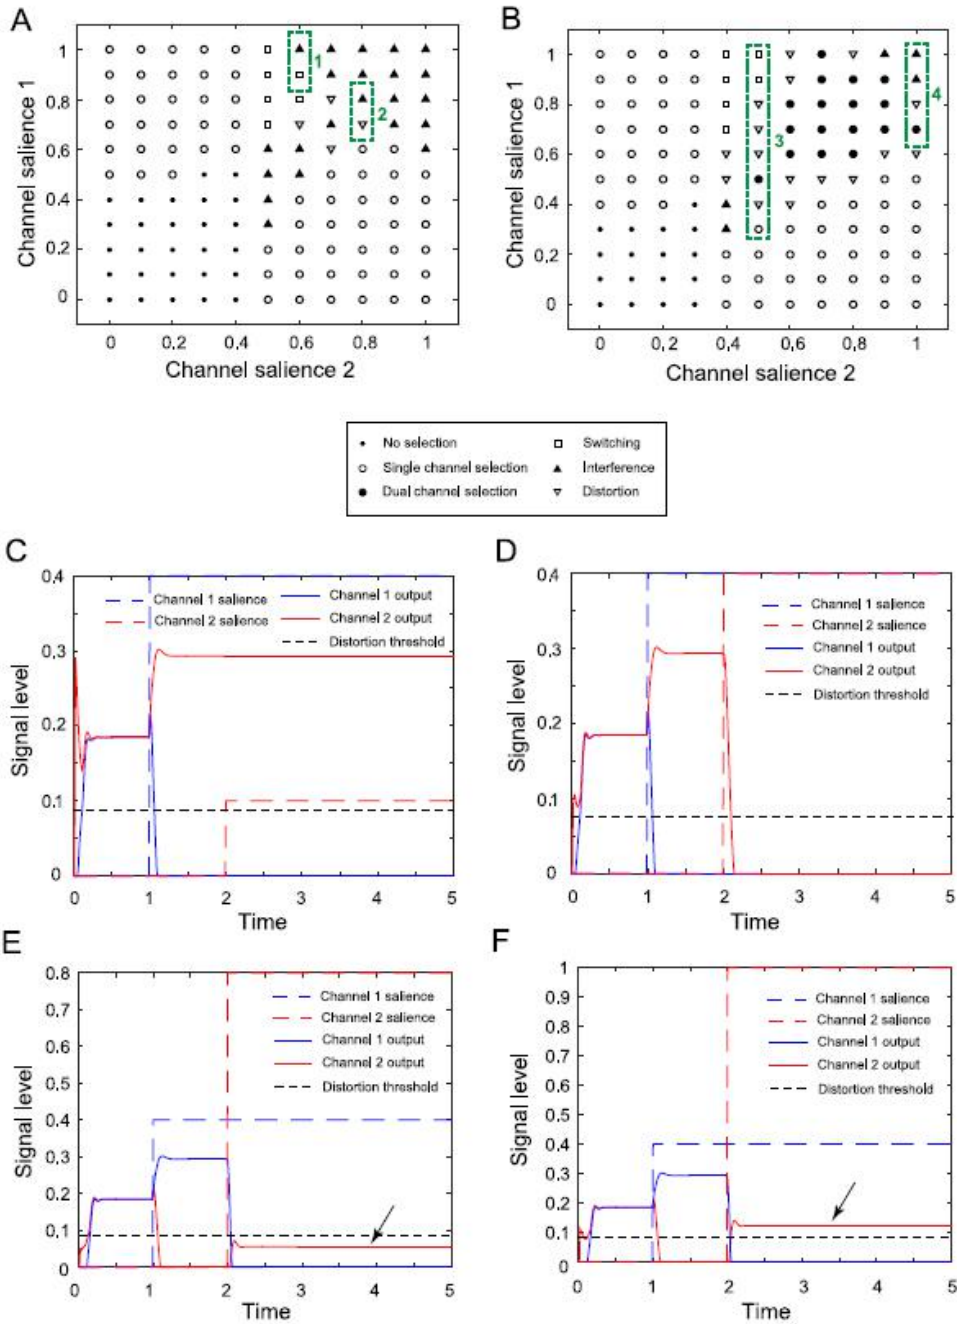 A
Channel salience 1
1
0,8
0,6
0,4
0,2
0
0
0,2
0,4
0,6
0,8
1
Channel salience 2
1
2
B
Channel salience 1
1
0,8
0,6
0,4
0,2
0
0
0,2
0,4
0,6
0,8
1
Channel salience 2
3
4
No selection
Single channel selection
Dual channel selection
Switching
Interference
Distortion
C
Signal level
0.4
0.3
0.2
0.1
0
0
1
2
3
4
5
Time
Channel 1 salience
Channel 2 salience
Channel 1 output
Channel 2 output
Distortion threshold
D
Signal level
0.4
0.3
0.2
0.1
0
0
1
2
3
4
5
Time
Channel 1 salience
Channel 2 salience
Channel 1 output
Channel 2 output
Distortion threshold
E
Signal level
0.8
0.7
0.6
0.5
0.4
0.3
0.2
0.1
0
0
1
2
3
4
5
Time
Channel 1 salience
Channel 2 salience
Channel 1 output
Channel 2 output
Distortion threshold
F
Signal level
1
0.9
0.8
0.7
0.6
0.5
0.4
0.3
0.2
0.1
0
0
1
2
3
4
5
Time
Channel 1 salience
Channel 2 salience
Channel 1 output
Channel 2 output
Distortion threshold